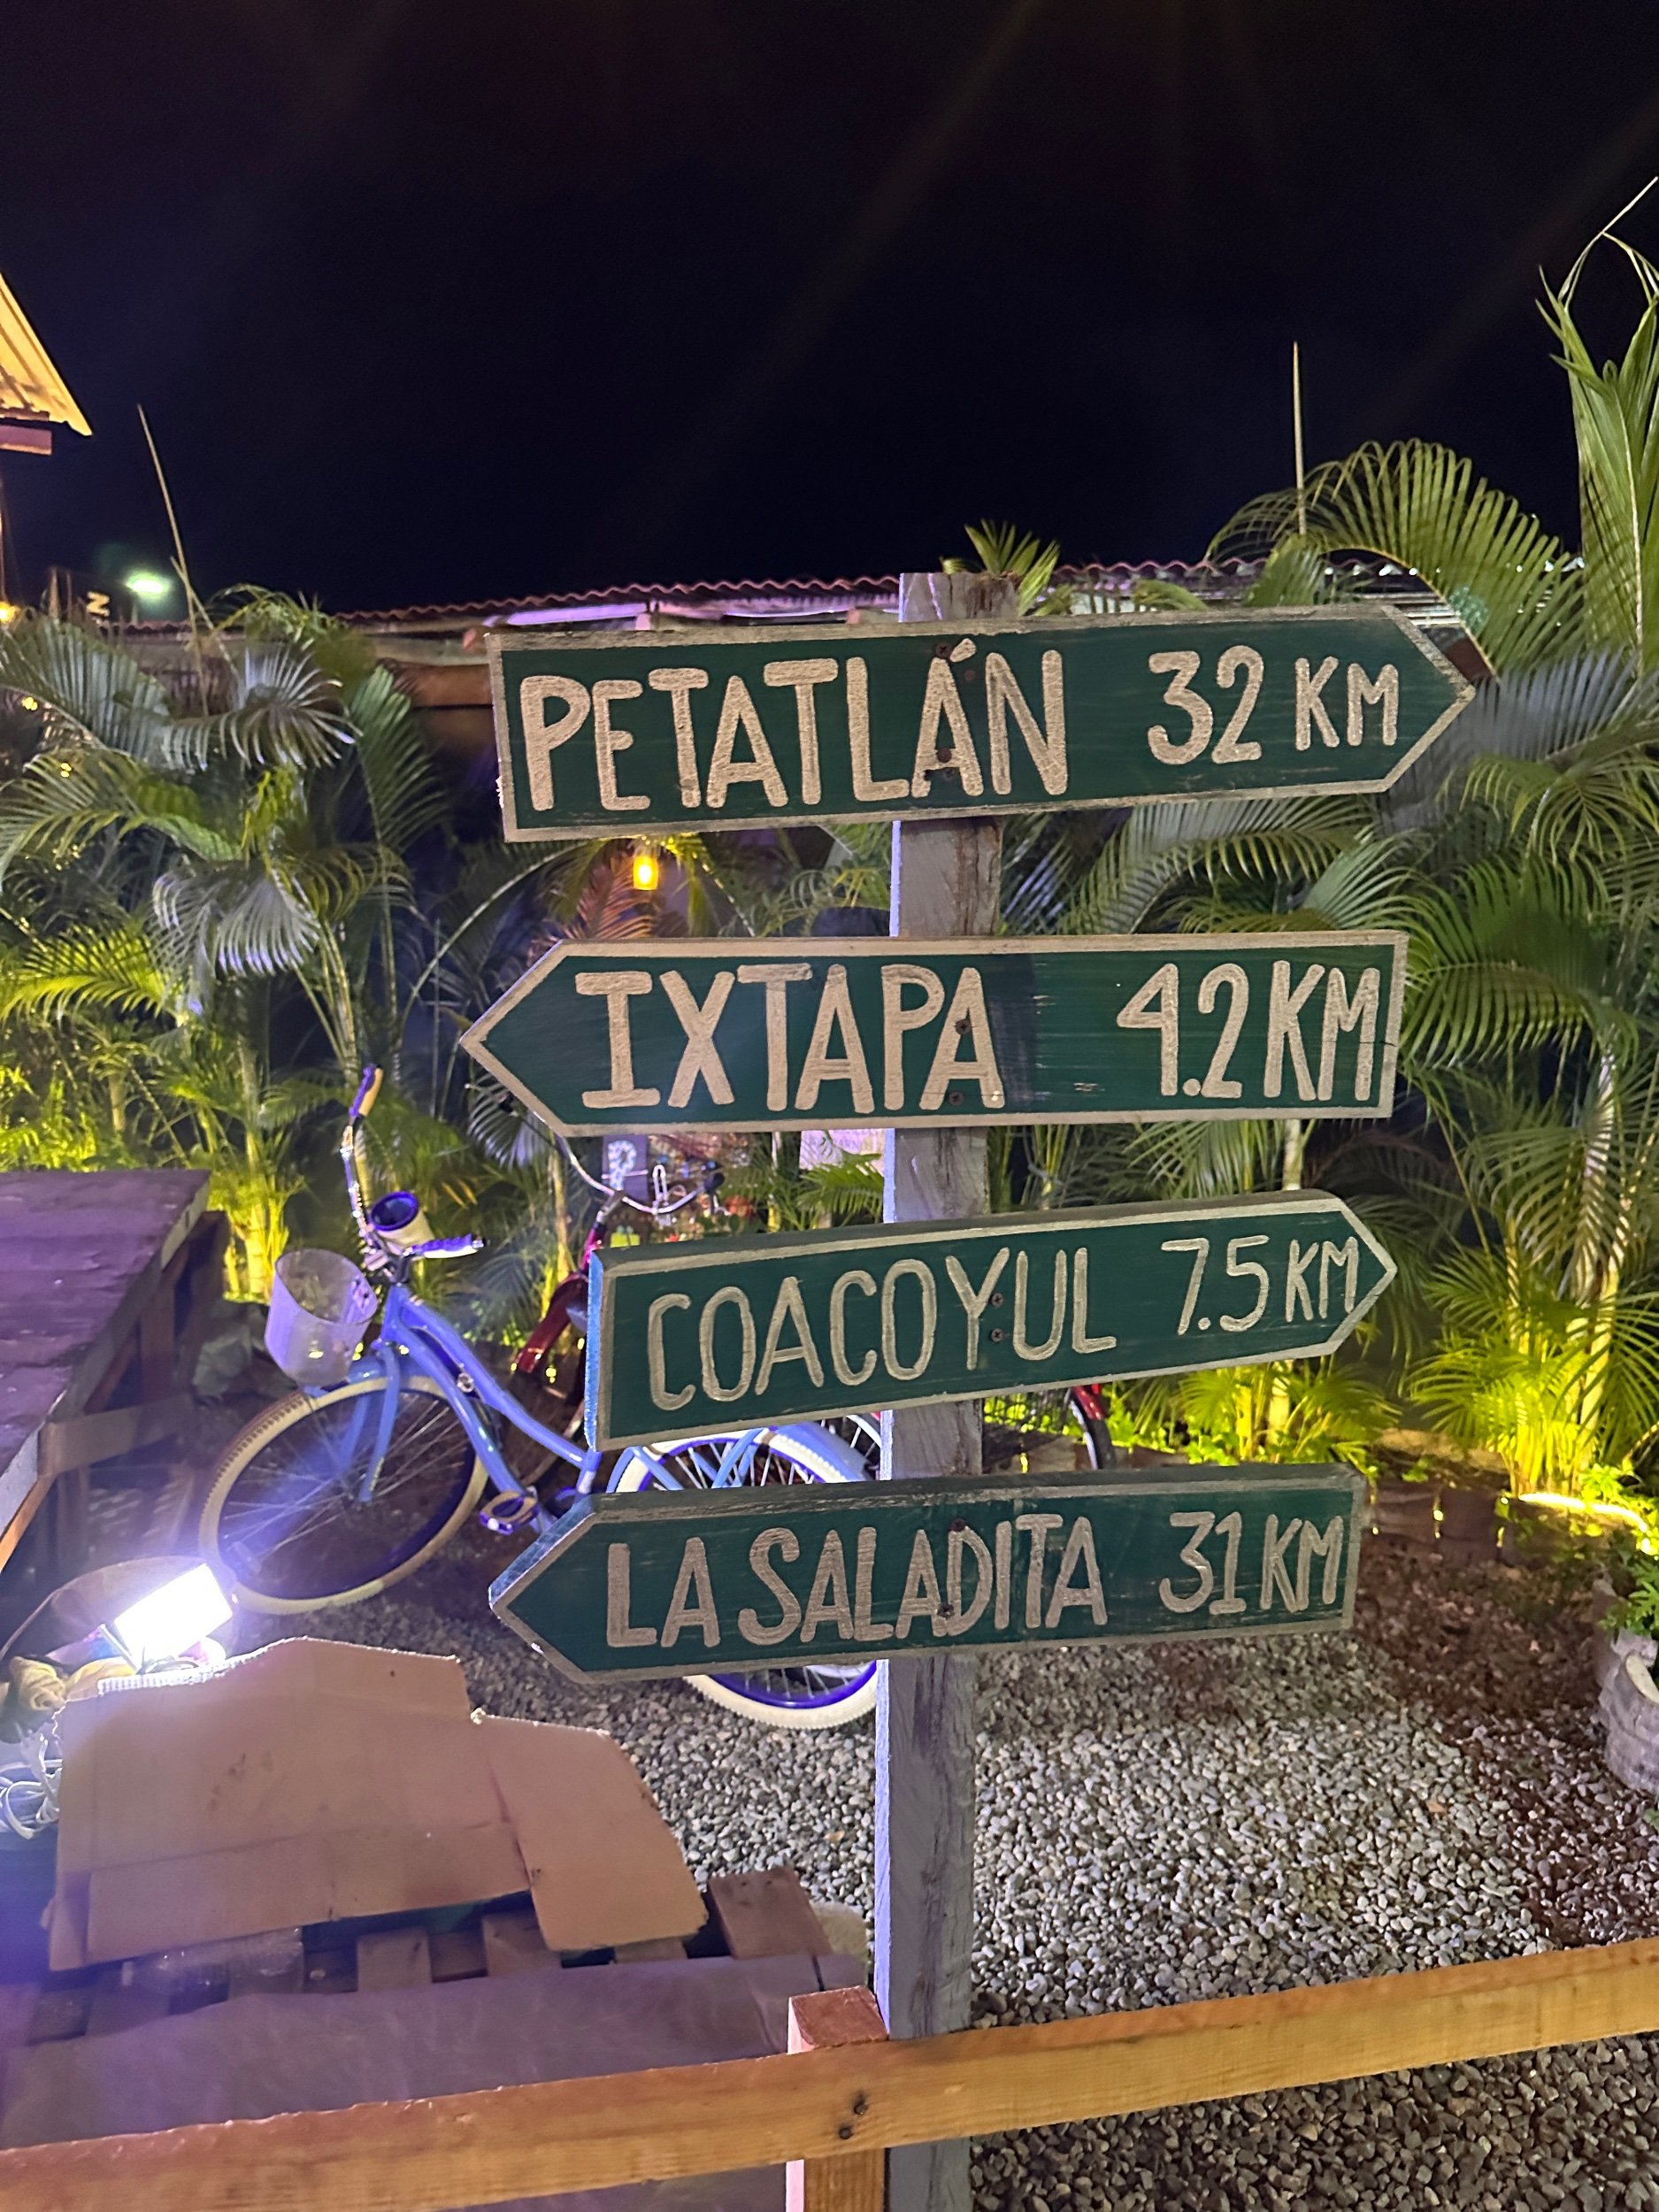 PETATLÁN 32 KM
IXTAPA 4.2 KM
COACOYUL 7.5 KM
LA SALADITA 31 KM